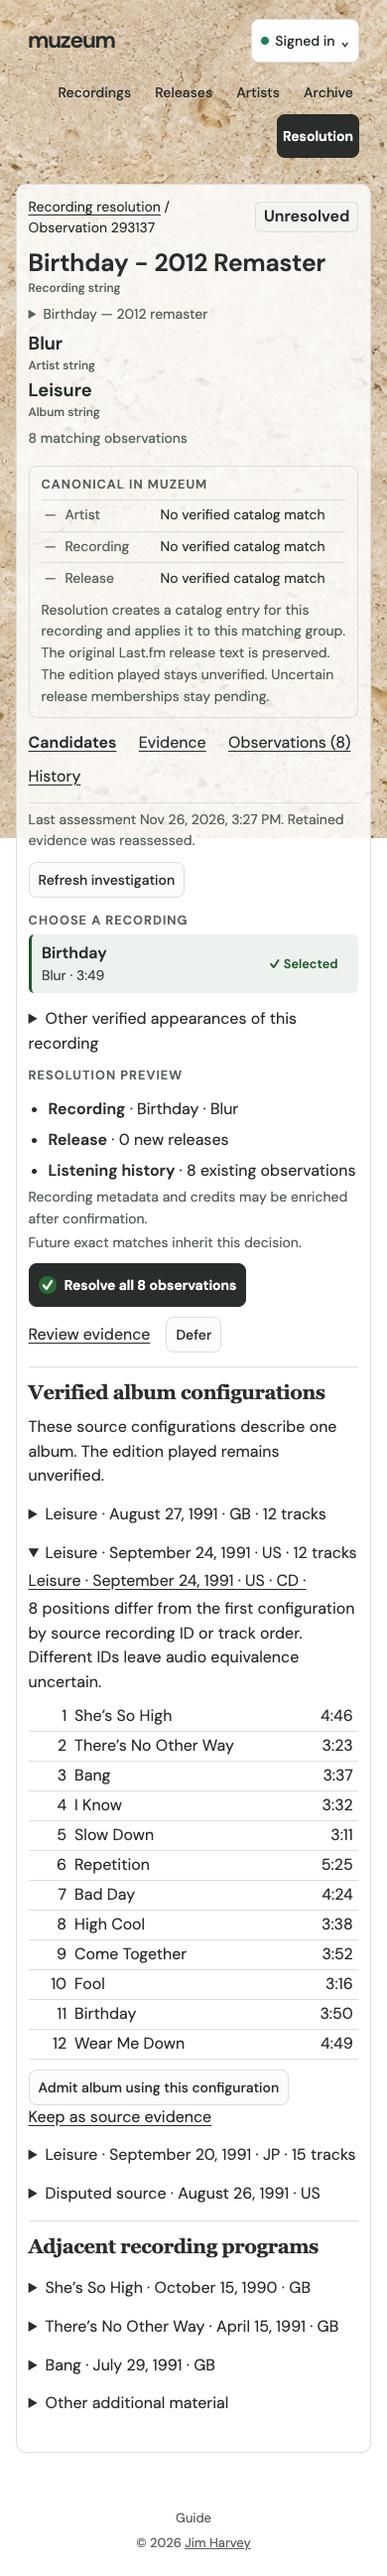 muzeum
Signed in
Recordings Releases Artists Archive
Resolution
Recording resolution /
Observation 293137
Unresolved
Birthday - 2012 Remaster
Recording string
Birthday — 2012 remaster
Blur
Artist string
Leisure
Album string
8 matching observations
CANONICAL IN MUZEUM
— Artist No verified catalog match
— Recording No verified catalog match
— Release No verified catalog match
Resolution creates a catalog entry for this
recording and applies it to this matching group.
The original Last.fm release text is preserved.
The edition played stays unverified. Uncertain
release memberships stay pending.
Candidates Evidence Observations (8)
History
Last assessment Nov 26, 2026, 3:27 PM. Retained
evidence was reassessed.
Refresh investigation
CHOOSE A RECORDING
Birthday
Blur · 3:49
✓ Selected
Other verified appearances of this
recording
RESOLUTION PREVIEW
• Recording · Birthday · Blur
• Release · 0 new releases
• Listening history · 8 existing observations
Recording metadata and credits may be enriched
after confirmation.
Future exact matches inherit this decision.
Resolve all 8 observations
Review evidence Defer
Verified album configurations
These source configurations describe one
album. The edition played remains
unverified.
Leisure · August 27, 1991 · GB · 12 tracks
Leisure · September 24, 1991 · US · 12 tracks
Leisure · September 24, 1991 · US · CD ·
8 positions differ from the first configuration
by source recording ID or track order.
Different IDs leave audio equivalence
uncertain.
1 She’s So High 4:46
2 There’s No Other Way 3:23
3 Bang 3:37
4 I Know 3:32
5 Slow Down 3:11
6 Repetition 5:25
7 Bad Day 4:24
8 High Cool 3:38
9 Come Together 3:52
10 Fool 3:16
11 Birthday 3:50
12 Wear Me Down 4:49
Admit album using this configuration
Keep as source evidence
Leisure · September 20, 1991 · JP · 15 tracks
Disputed source · August 26, 1991 · US
Adjacent recording programs
She’s So High · October 15, 1990 · GB
There’s No Other Way · April 15, 1991 · GB
Bang · July 29, 1991 · GB
Other additional material
Guide
© 2026 Jim Harvey